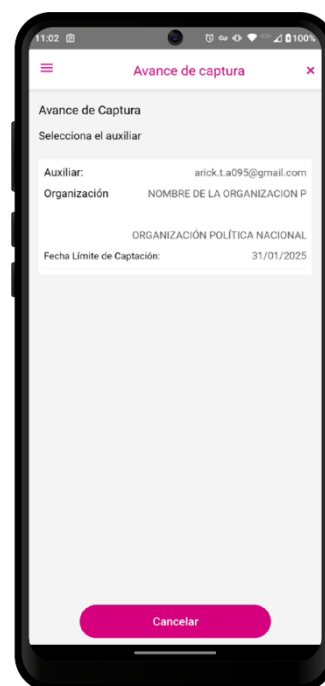 11:02 100%
Avance de captura ×
Avance de Captura
Selecciona el auxiliar
Auxiliar: arick.t.a095@gmail.com
Organización NOMBRE DE LA ORGANIZACION P
ORGANIZACIÓN POLÍTICA NACIONAL
Fecha Límite de Captación: 31/01/2025
Cancelar